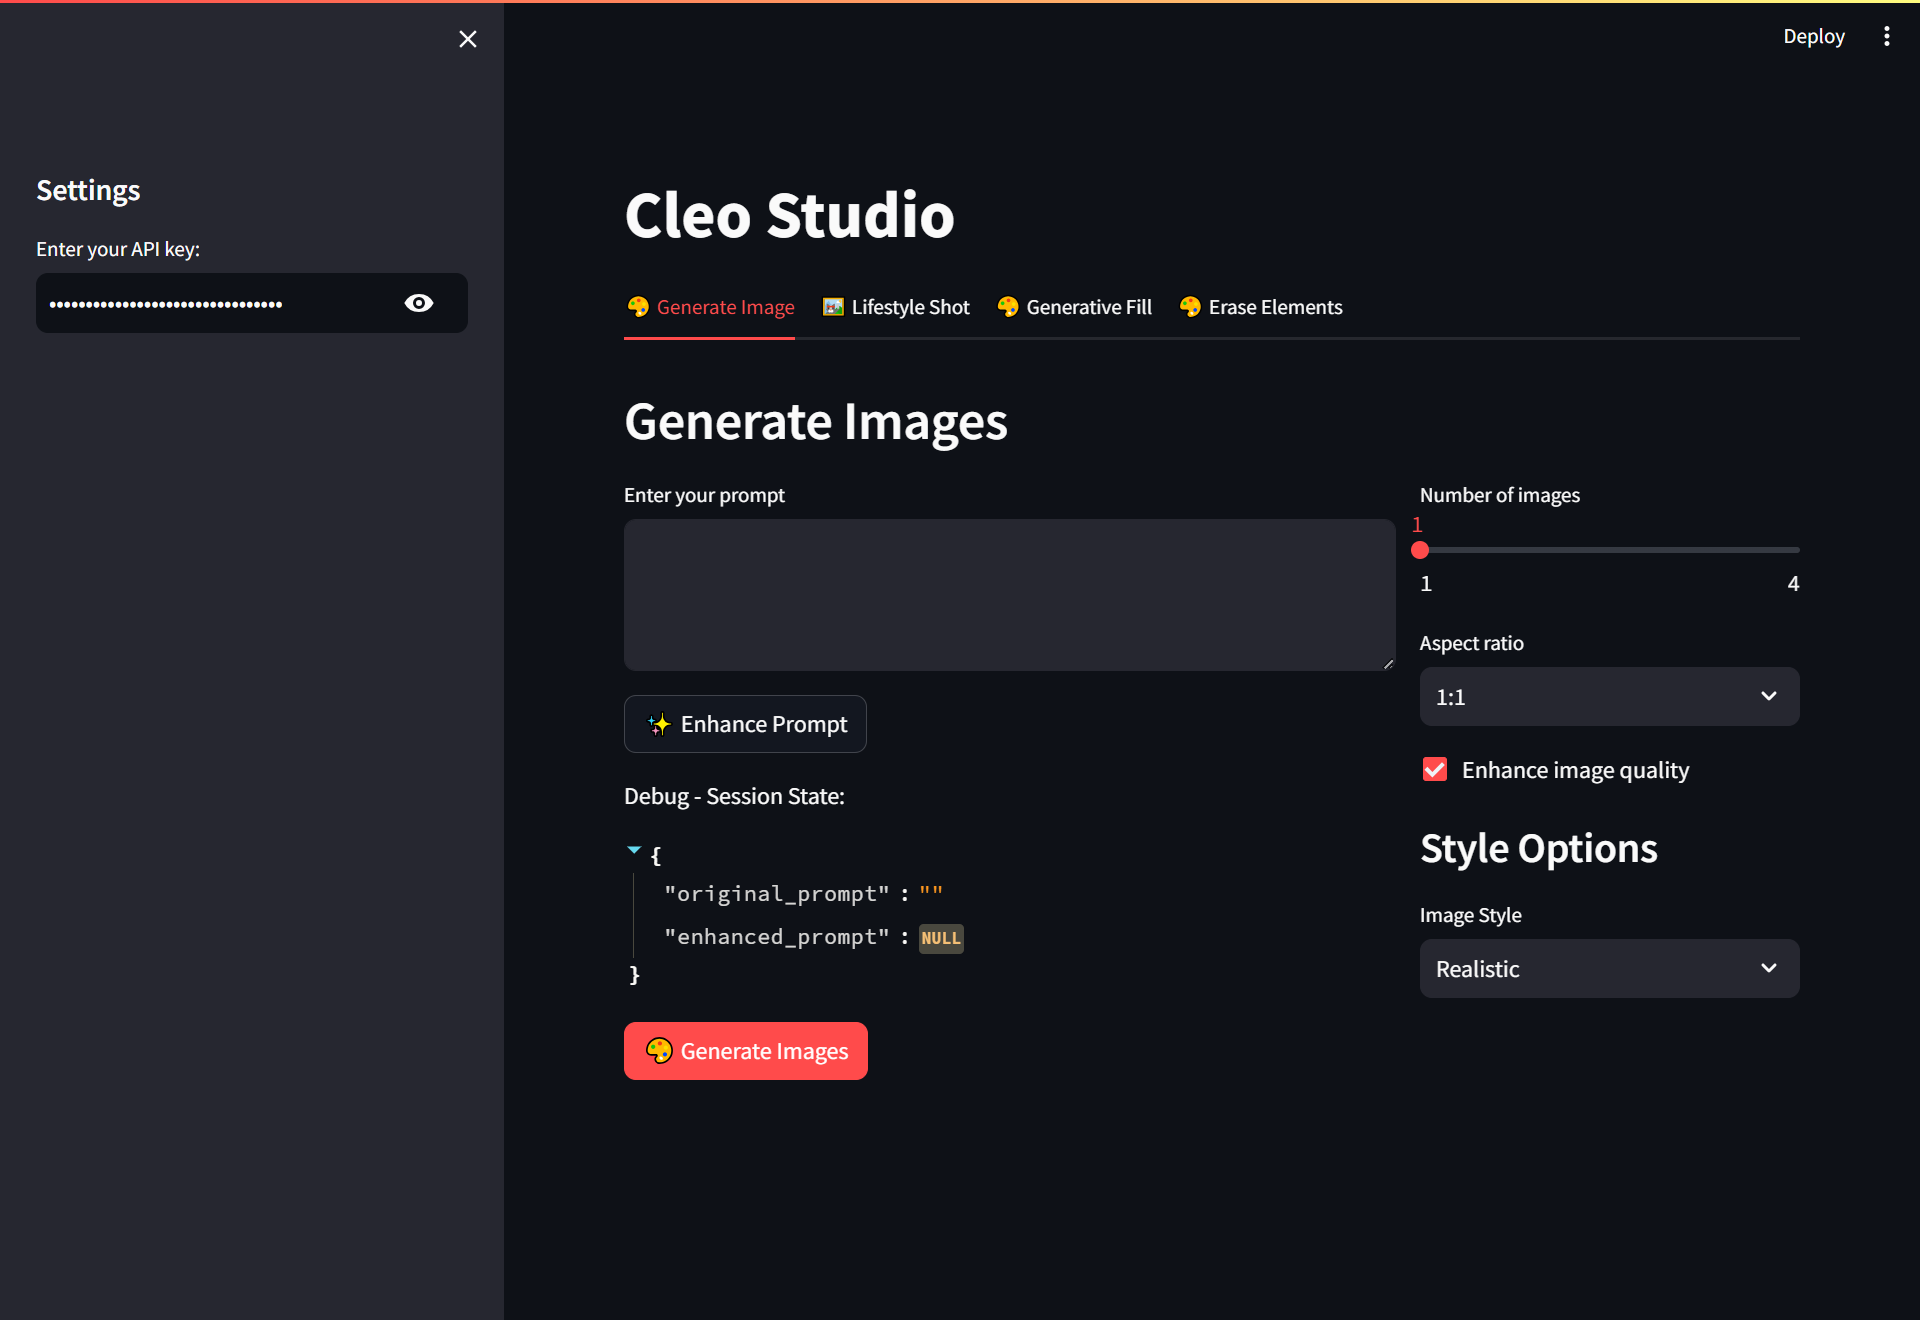 Deploy
Settings
Enter your API key:
••••••••••••••••••••••••••••••••
Cleo Studio
Generate Image
Lifestyle Shot
Generative Fill
Erase Elements
Generate Images
Enter your prompt
Enhance Prompt
Debug - Session State:
{
"original_prompt" : ""
"enhanced_prompt" : NULL
}
Generate Images
Number of images
1
1 4
Aspect ratio
1:1
Enhance image quality
Style Options
Image Style
Realistic